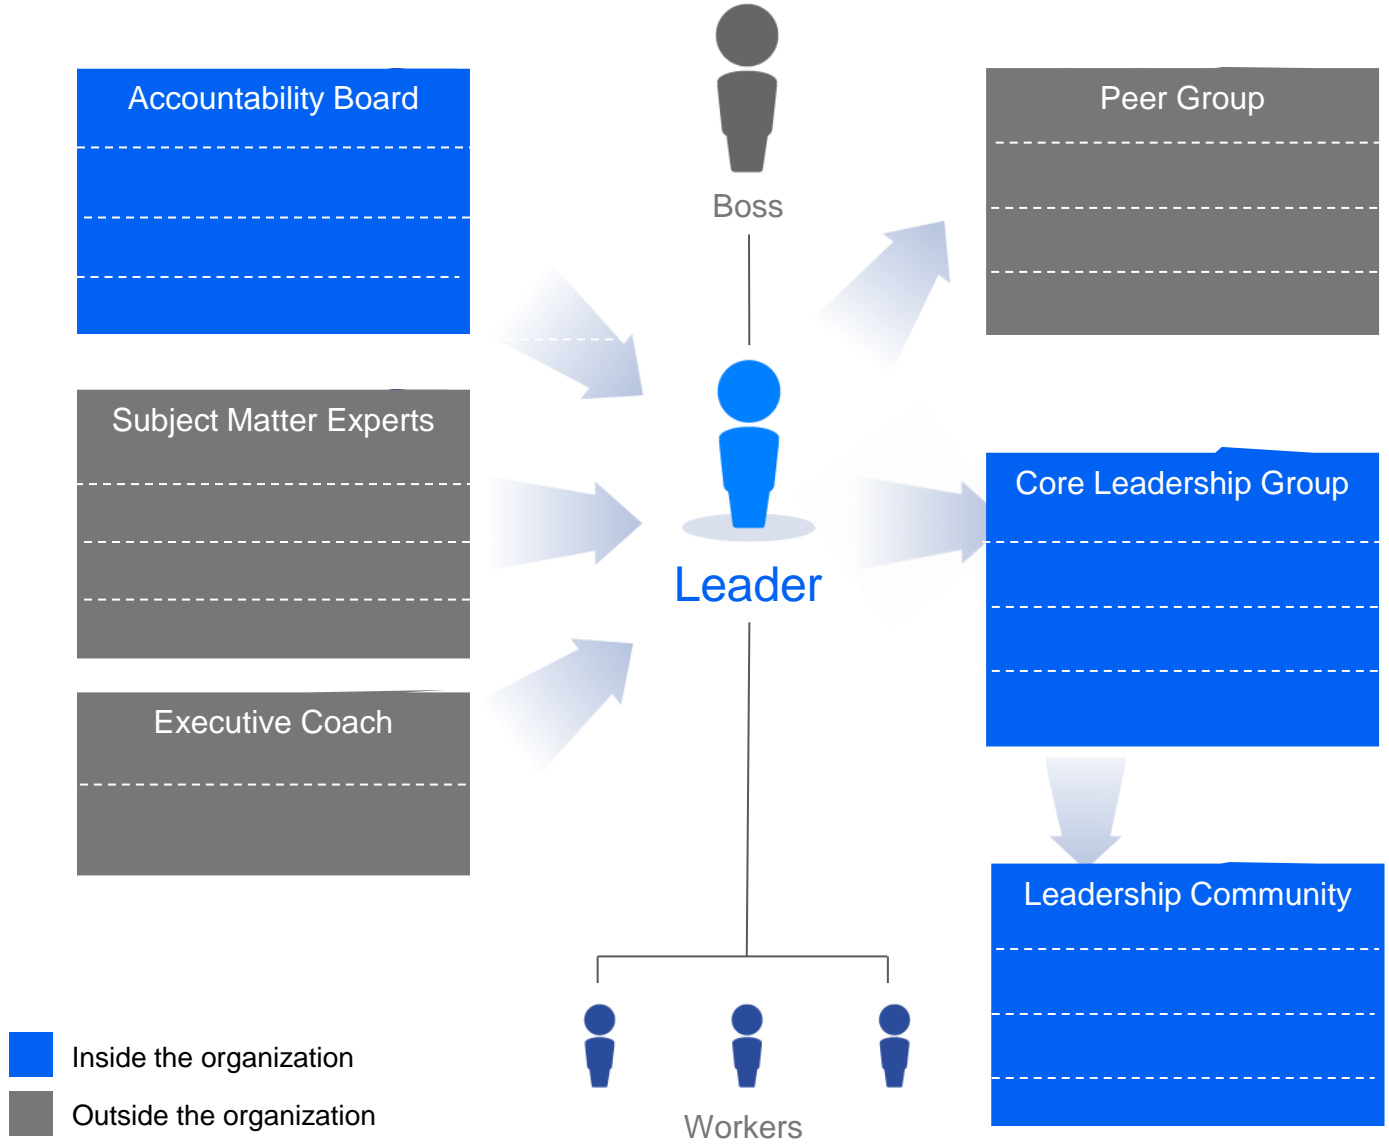 Accountability Board
Boss
Peer Group
Subject Matter Experts
Core Leadership Group
Leader
Executive Coach
Leadership Community
Inside the organization
Outside the organization
Workers